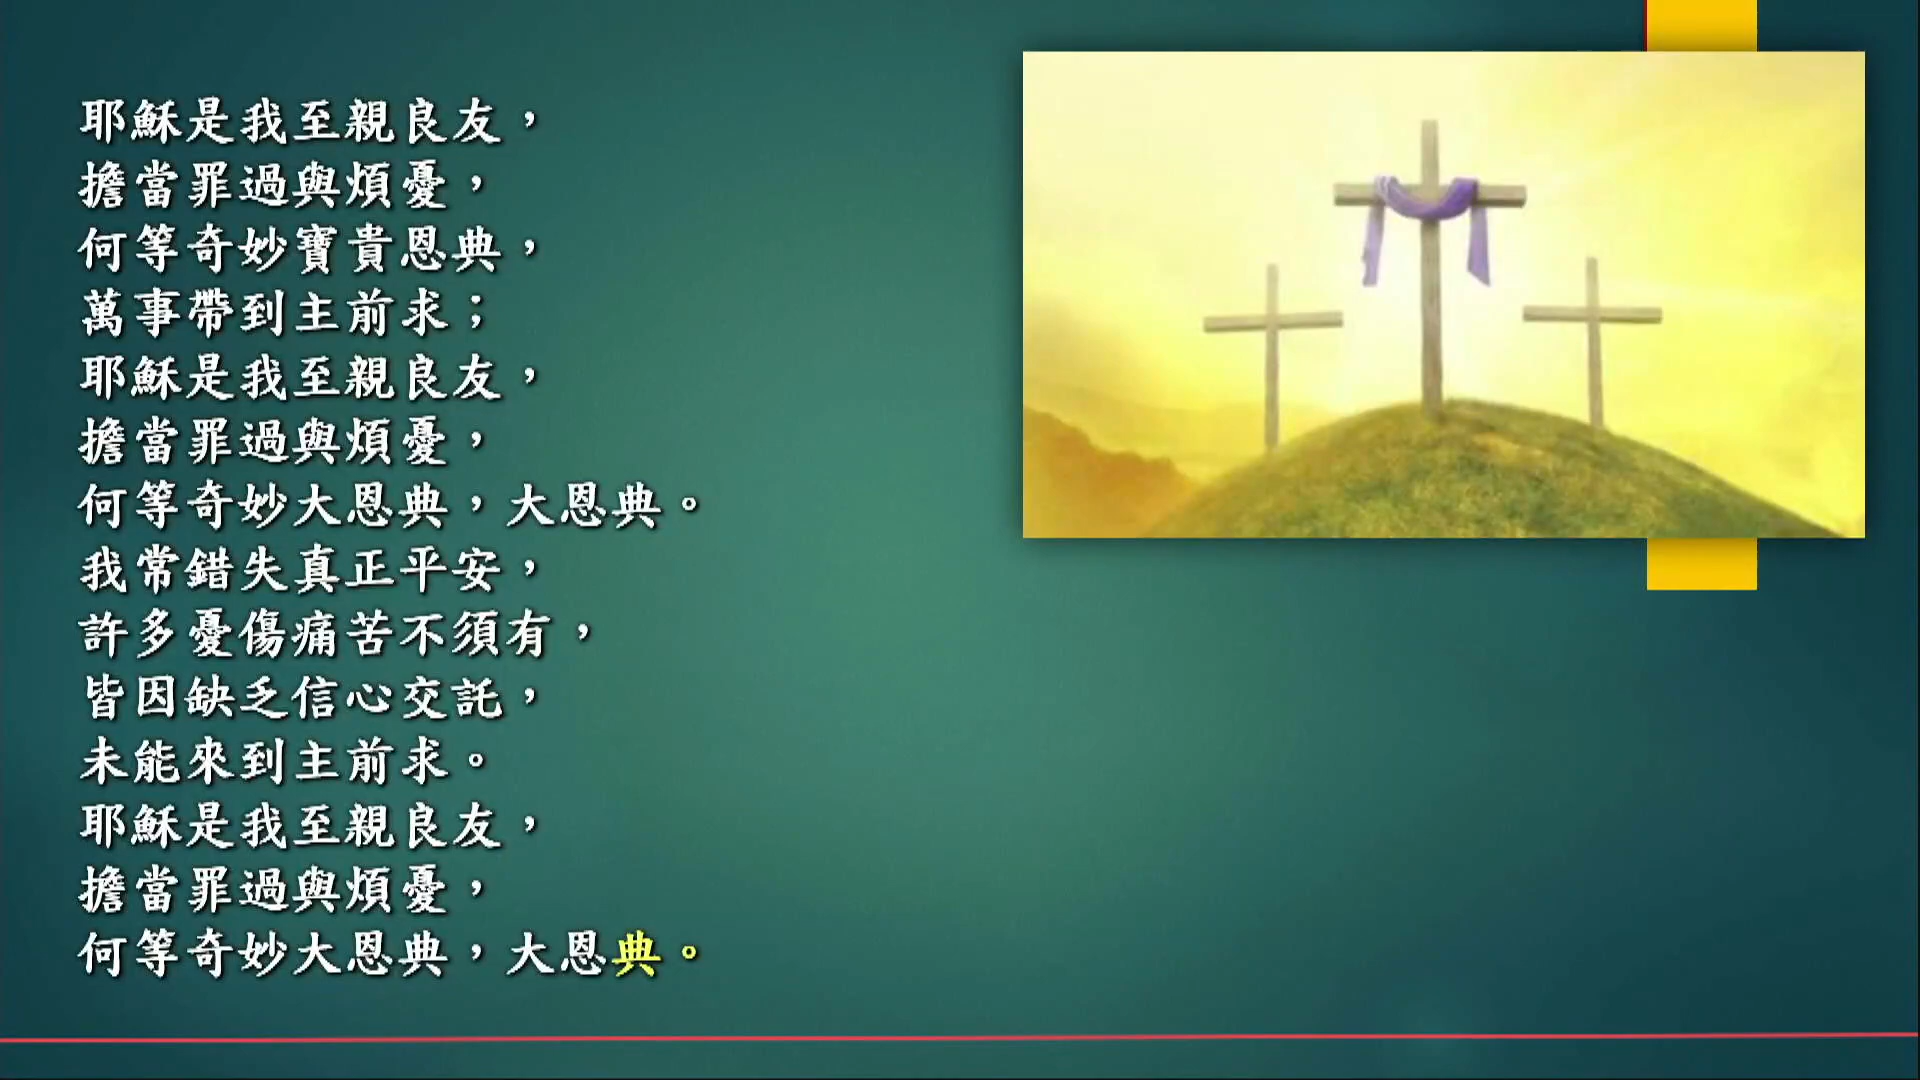 耶穌是我至親良友，
擔當罪過與煩憂，
何等奇妙寶貴恩典，
萬事帶到主前求；
耶穌是我至親良友，
擔當罪過與煩憂，
何等奇妙大恩典，大恩典。
我常錯失真正平安，
許多憂傷痛苦不須有，
皆因缺乏信心交託，
未能來到主前求。
耶穌是我至親良友，
擔當罪過與煩憂，
何等奇妙大恩典，大恩典。